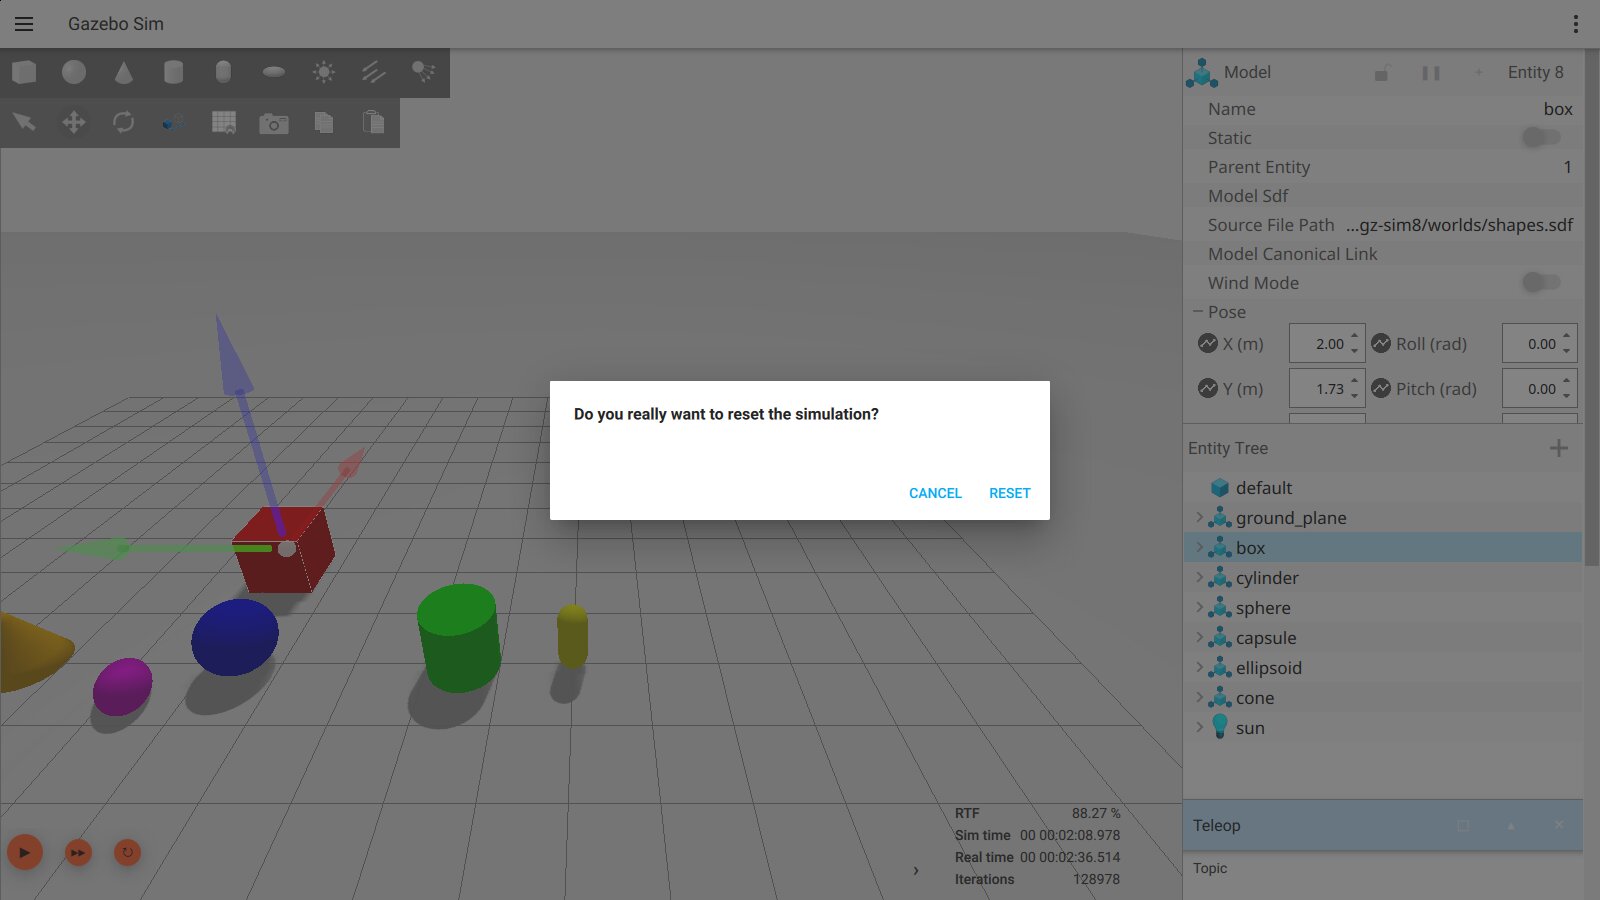 Gazebo Sim
Model
Entity 8
Name box
Static
Parent Entity 1
Model Sdf
Source File Path ...gz-sim8/worlds/shapes.sdf
Model Canonical Link
Wind Mode
Pose
X (m) 2.00 Roll (rad) 0.00
Y (m) 1.73 Pitch (rad) 0.00
Do you really want to reset the simulation?
CANCEL RESET
Entity Tree
default
ground_plane
box
cylinder
sphere
capsule
ellipsoid
cone
sun
RTF 88.27 %
Sim time 00 00:02:08.978
Real time 00 00:02:36.514
Iterations 128978
Teleop
Topic